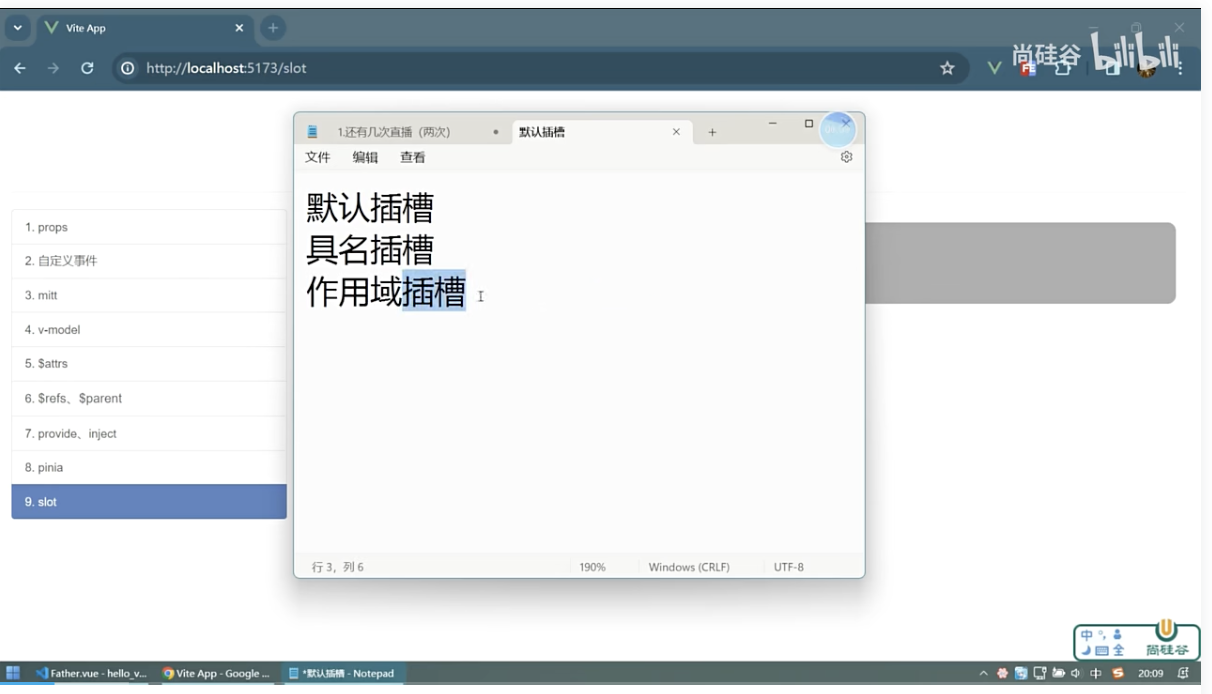 Vite App
http://localhost:5173/slot
尚硅谷 bilibili
1.还有几次直播（两次） 默认插槽
文件 编辑 查看
默认插槽
具名插槽
作用域插槽
1. props
2. 自定义事件
3. mitt
4. v-model
5. $attrs
6. $refs、$parent
7. provide、inject
8. pinia
9. slot
行 3，列 6 190% Windows (CRLF) UTF-8
中 °,
全 尚硅谷
Father.vue - hello_v... Vite App - Google ... *默认插槽 - Notepad 中 20:09